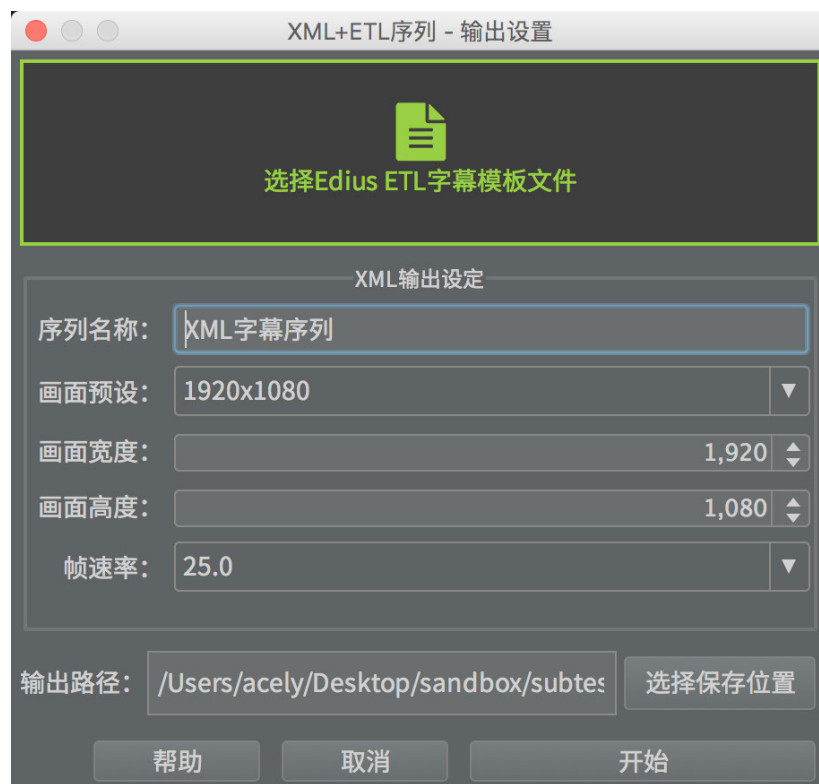 XML+ETL序列 - 输出设置
选择Edius ETL字幕模板文件
XML输出设定
序列名称： XML字幕序列
画面预设： 1920x1080
画面宽度： 1,920
画面高度： 1,080
帧速率： 25.0
输出路径： /Users/acely/Desktop/sandbox/subtes 选择保存位置
帮助 取消 开始